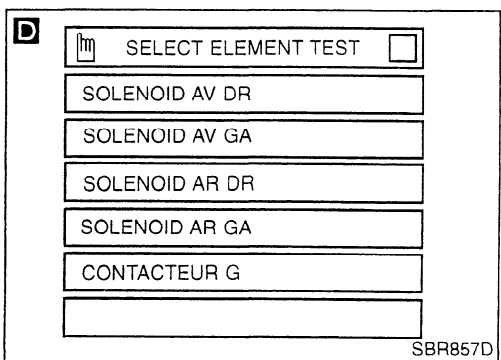 D
SELECT ELEMENT TEST
SOLENOID AV DR
SOLENOID AV GA
SOLENOID AR DR
SOLENOID AR GA
CONTACTEUR G
SBR857D